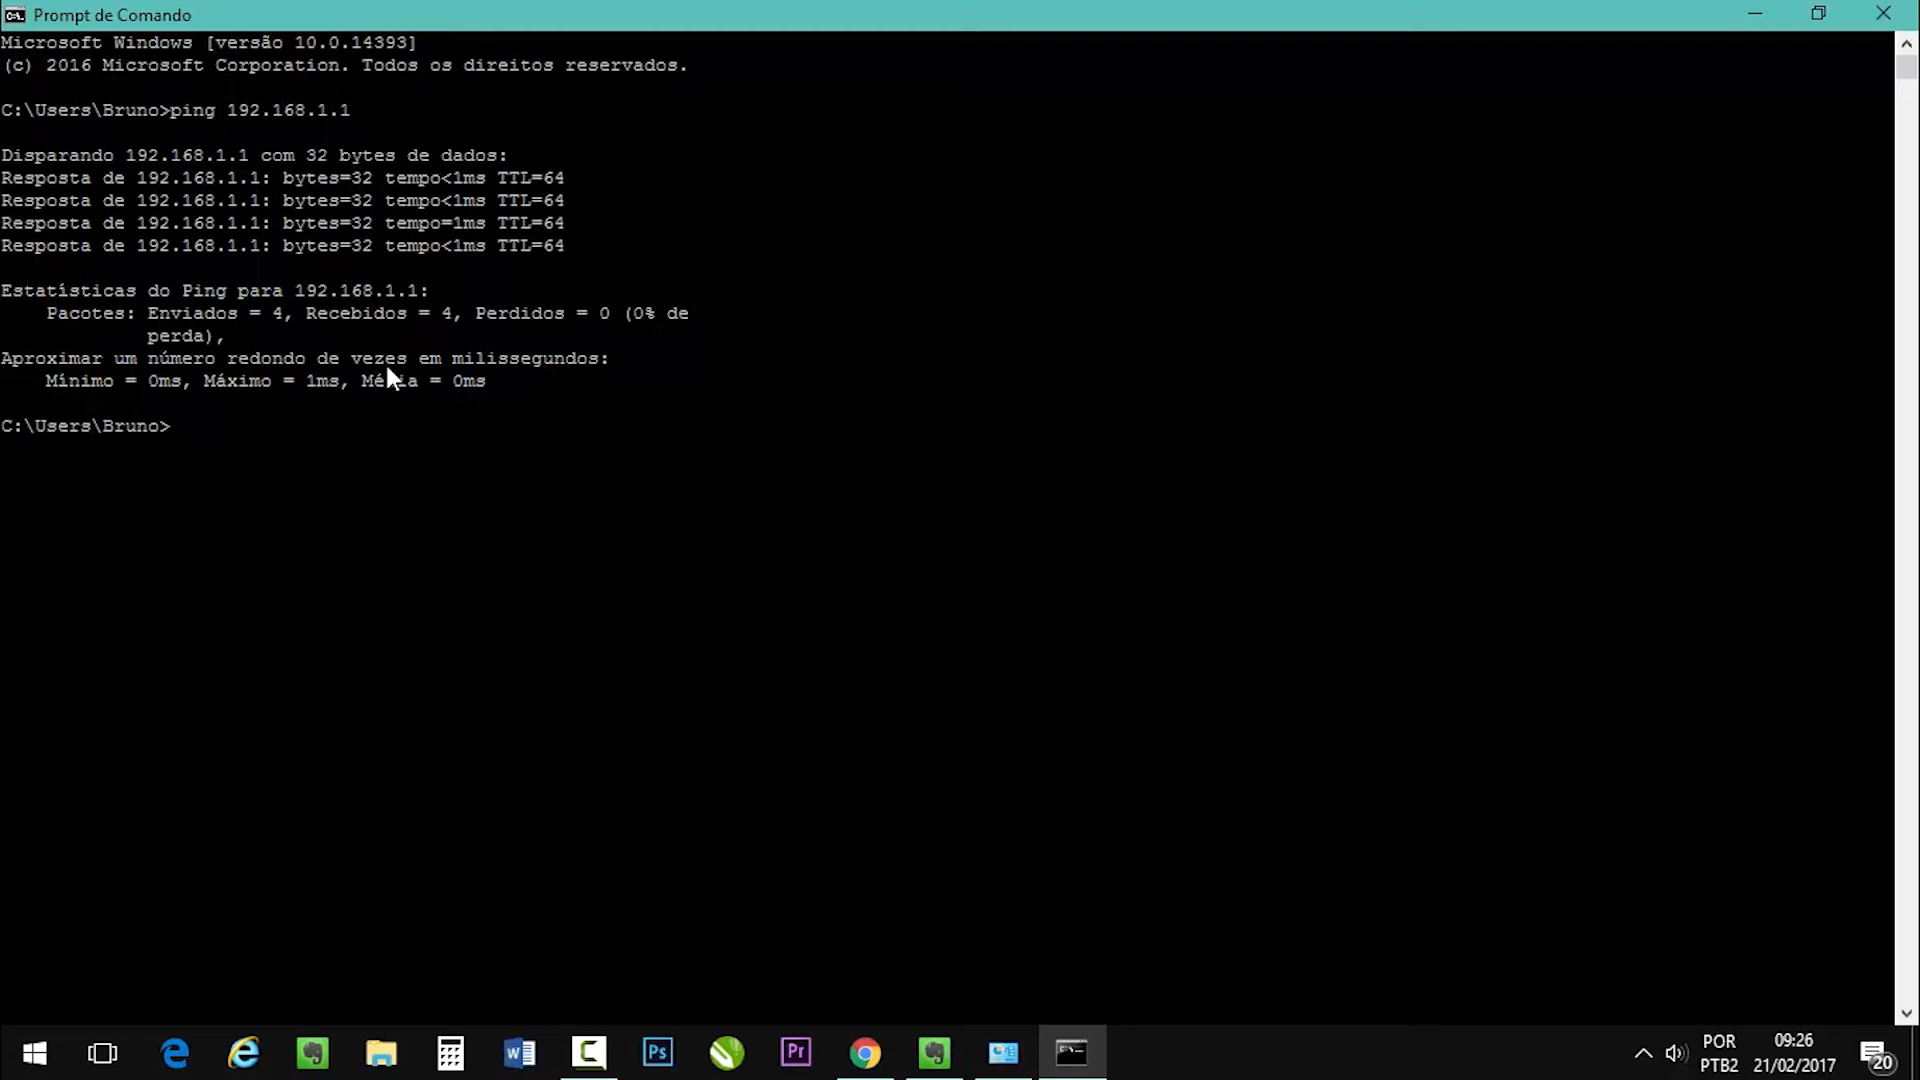 Prompt de Comando
Microsoft Windows [versão 10.0.14393]
(c) 2016 Microsoft Corporation. Todos os direitos reservados.
C:\Users\Bruno>ping 192.168.1.1
Disparando 192.168.1.1 com 32 bytes de dados:
Resposta de 192.168.1.1: bytes=32 tempo<1ms TTL=64
Resposta de 192.168.1.1: bytes=32 tempo<1ms TTL=64
Resposta de 192.168.1.1: bytes=32 tempo=1ms TTL=64
Resposta de 192.168.1.1: bytes=32 tempo<1ms TTL=64
Estatísticas do Ping para 192.168.1.1:
Pacotes: Enviados = 4, Recebidos = 4, Perdidos = 0 (0% de
perda),
Aproximar um número redondo de vezes em milissegundos:
Mínimo = 0ms, Máximo = 1ms, Média = 0ms
C:\Users\Bruno>
Ps
Pr
POR
PTB2
09:26
21/02/2017
20